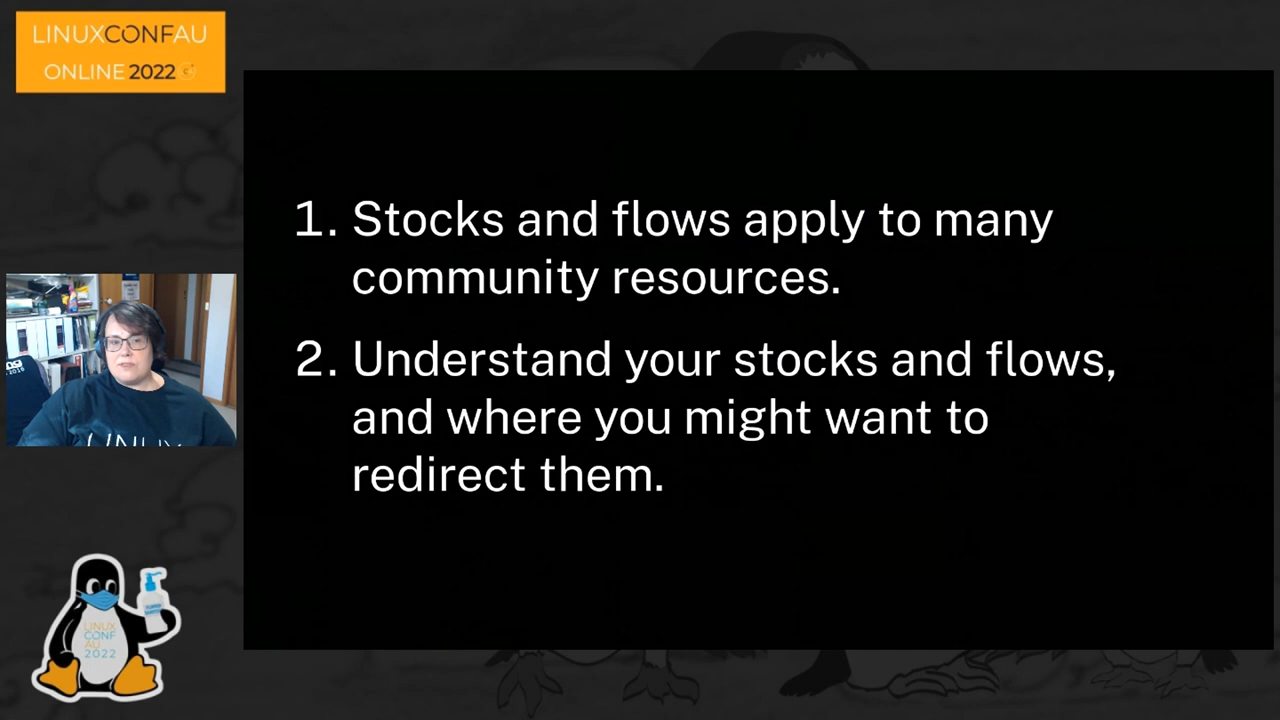 LINUXCONFAU
ONLINE 2022
1. Stocks and flows apply to many
community resources.
2. Understand your stocks and flows,
and where you might want to
redirect them.
LINUX
LINUX
CONF
AU
2022